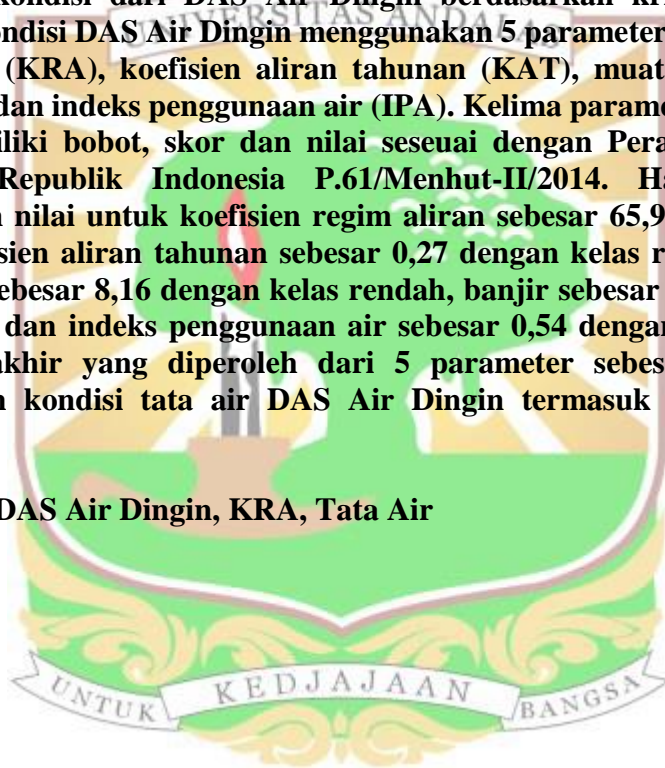 kondisi dari DAS Air Dingin berdasarkan
UNIVERSITAS ANDALAS
ondisi DAS Air Dingin menggunakan 5 parameter
(KRA), koefisien aliran tahunan (KAT), muat
dan indeks penggunaan air (IPA). Kelima parame
iliki bobot, skor dan nilai seseuai dengan Pera
Republik Indonesia P.61/Menhut-II/2014. Ha
n nilai untuk koefisien regim aliran sebesar 65,9
sien aliran tahunan sebesar 0,27 dengan kelas r
sebesar 8,16 dengan kelas rendah, banjir sebesar
dan indeks penggunaan air sebesar 0,54 dengan
akhir yang diperoleh dari 5 parameter sebes
n kondisi tata air DAS Air Dingin termasuk
DAS Air Dingin, KRA, Tata Air
UNTUK KEDJAJAAN BANGSA